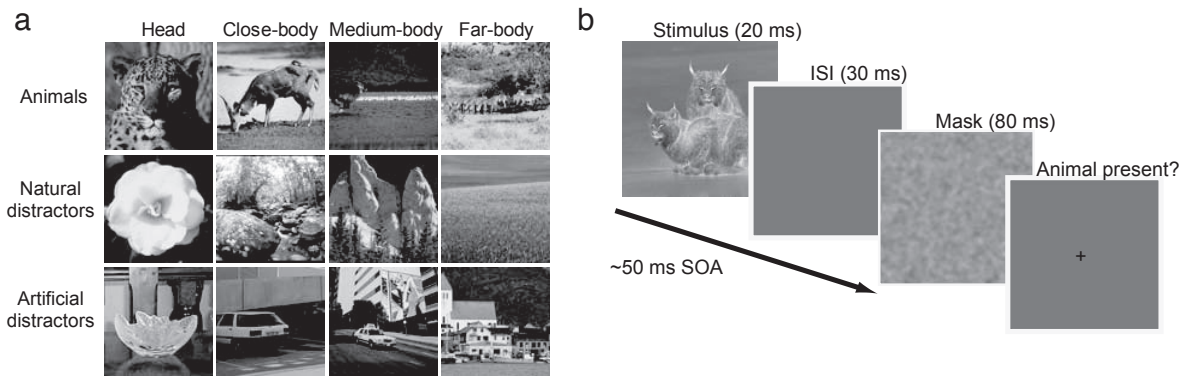 a
Head Close-body Medium-body Far-body
Animals
Natural
distractors
Artificial
distractors
b
Stimulus (20 ms)
ISI (30 ms)
Mask (80 ms)
Animal present?
+
~50 ms SOA